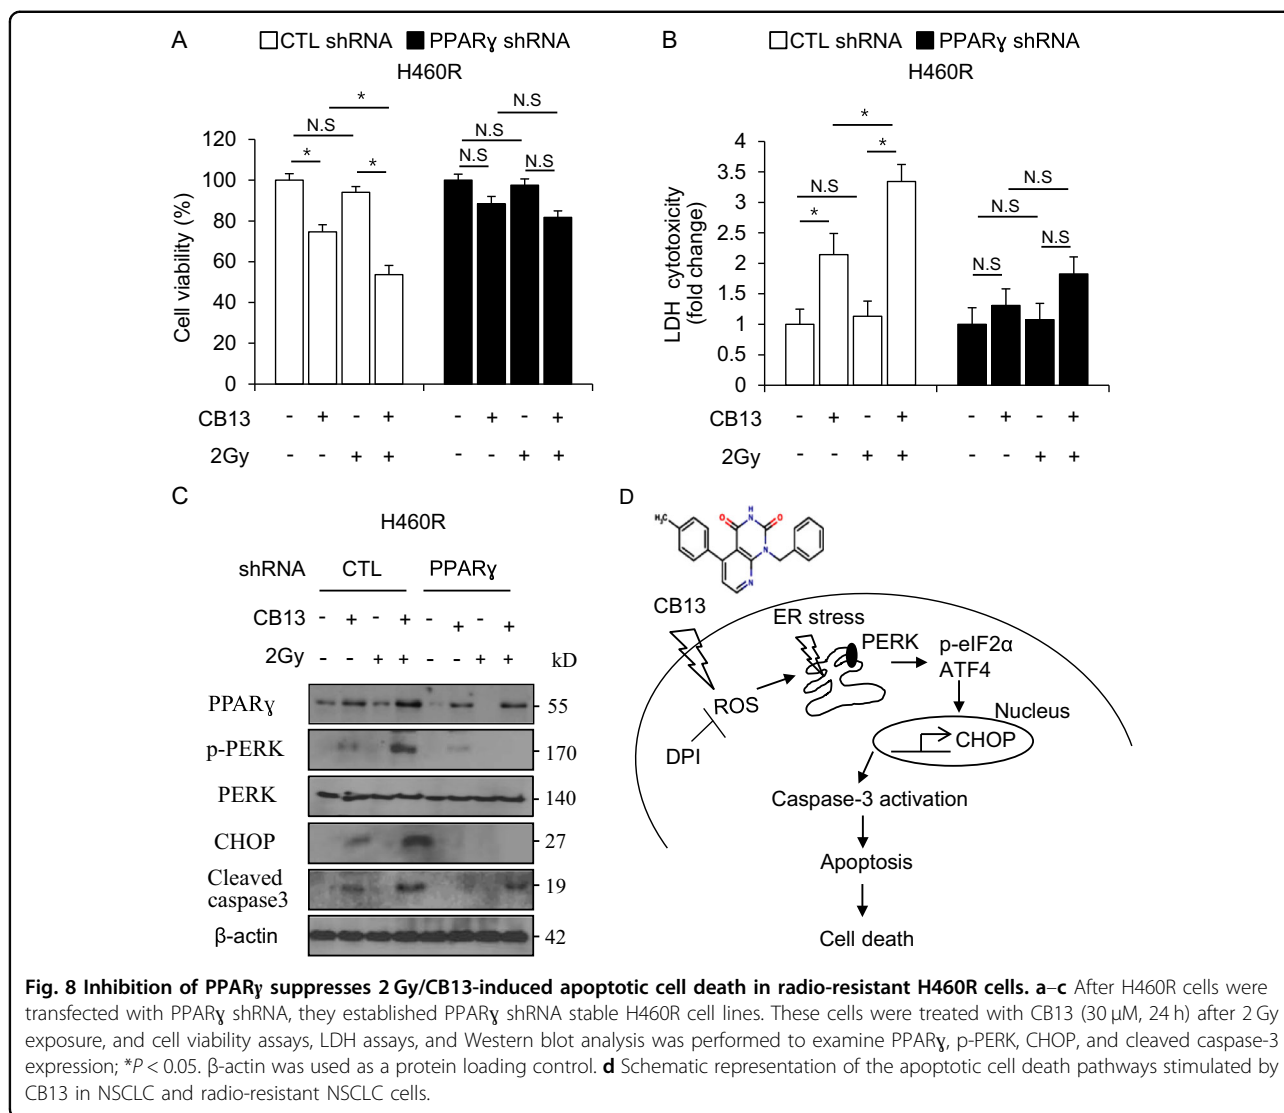 A
CTL shRNA PPARɣ shRNA
H460R
Cell viability (%)
120
100
80
60
40
20
0
* N.S * *
N.S N.S N.S N.S
CB13 - + - + - + - +
2Gy - - + + - - + +
B
CTL shRNA PPARɣ shRNA
H460R
LDH cytotoxicity
(fold change)
4
3.5
3
2.5
2
1.5
1
0.5
0
* N.S * *
N.S N.S N.S N.S
CB13 - + - + - + - +
2Gy - - + + - - + +
C
H460R
shRNA CTL PPARɣ
CB13 - + - + - + - +
2Gy - - + + - - + + kD
PPARɣ 55
p-PERK 170
PERK 140
CHOP 27
Cleaved
caspase3 19
β-actin 42
D
H₃C O N H O N N
CB13
ER stress
PERK
p-eIF2α
ATF4
ROS
DPI
Nucleus
CHOP
Caspase-3 activation
Apoptosis
Cell death
Fig. 8 Inhibition of PPARɣ suppresses 2 Gy/CB13-induced apoptotic cell death in radio-resistant H460R cells. a–c After H460R cells were
transfected with PPARɣ shRNA, they established PPARɣ shRNA stable H460R cell lines. These cells were treated with CB13 (30 μM, 24 h) after 2 Gy
exposure, and cell viability assays, LDH assays, and Western blot analysis was performed to examine PPARɣ, p-PERK, CHOP, and cleaved caspase-3
expression; *P < 0.05. β-actin was used as a protein loading control. d Schematic representation of the apoptotic cell death pathways stimulated by
CB13 in NSCLC and radio-resistant NSCLC cells.